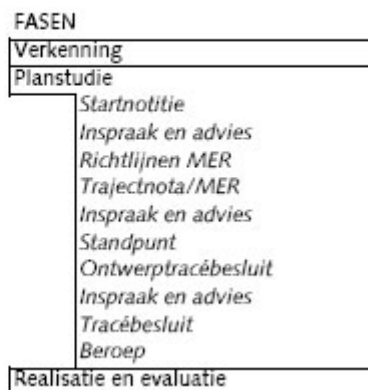 FASEN
Verkenning
Planstudie
Startnotitie
Inspraak en advies
Richtlijnen MER
Trajectnota/MER
Inspraak en advies
Standpunt
Ontwerptracébesluit
Inspraak en advies
Tracébesluit
Beroep
Realisatie en evaluatie